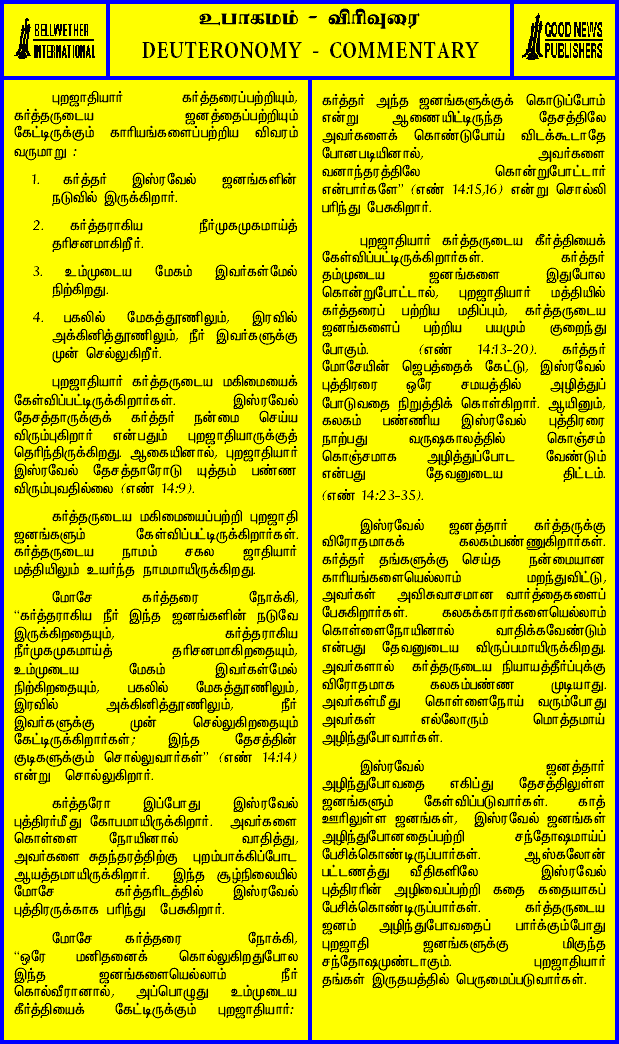 BELLWETHER
INTERNATIONAL
உபாகமம் - விரிவுரை
DEUTERONOMY - COMMENTARY
GOOD NEWS
PUBLISHERS
புறஜாதியார் கர்த்தரைப்பற்றியும்,
கர்த்தருடைய ஜனத்தைப்பற்றியும்
கேட்டிருக்கும் காரியங்களைப்பற்றிய விவரம்
வருமாறு :
1. கர்த்தர் இஸ்ரவேல் ஜனங்களின்
நடுவில் இருக்கிறார்.
2. கர்த்தராகிய நீர்முகமுகமாய்த்
தரிசனமாகிறீர்.
3. உம்முடைய மேகம் இவர்கள்மேல்
நிற்கிறது.
4. பகலில் மேகத்தூணிலும், இரவில்
அக்கினித்தூணிலும், நீர் இவர்களுக்கு
முன் செல்லுகிறீர்.
புறஜாதியார் கர்த்தருடைய மகிமையைக்
கேள்விப்பட்டிருக்கிறார்கள். இஸ்ரவேல்
தேசத்தாருக்குக் கர்த்தர் நன்மை செய்ய
விரும்புகிறார் என்பதும் புறஜாதியாருக்குத்
தெரிந்திருக்கிறது. ஆகையினால், புறஜாதியார்
இஸ்ரவேல் தேசத்தாரோடு யுத்தம் பண்ண
விரும்புவதில்லை (எண் 14:9).
கர்த்தருடைய மகிமையைப்பற்றி புறஜாதி
ஜனங்களும் கேள்விப்பட்டிருக்கிறார்கள்.
கர்த்தருடைய நாமம் சகல ஜாதியார்
மத்தியிலும் உயர்ந்த நாமமாயிருக்கிறது.
மோசே கர்த்தரை நோக்கி,
"கர்த்தராகிய நீர் இந்த ஜனங்களின் நடுவே
இருக்கிறதையும், கர்த்தராகிய
நீர்முகமுகமாய்த் தரிசனமாகிறதையும்,
உம்முடைய மேகம் இவர்கள்மேல்
நிற்கிறதையும், பகலில் மேகத்தூணிலும்,
இரவில் அக்கினித்தூணிலும், நீர்
இவர்களுக்கு முன் செல்லுகிறதையும்
கேட்டிருக்கிறார்கள்; இந்த தேசத்தின்
குடிகளுக்கும் சொல்லுவார்கள்" (எண் 14:14)
என்று சொல்லுகிறார்.
கர்த்தரோ இப்போது இஸ்ரவேல்
புத்திரர்மீது கோபமாயிருக்கிறார். அவர்களை
கொள்ளை நோயினால் வாதித்து,
அவர்களை சுதந்தரத்திற்கு புறம்பாக்கிப்போட
ஆயத்தமாயிருக்கிறார். இந்த சூழ்நிலையில்
மோசே கர்த்தரிடத்தில் இஸ்ரவேல்
புத்திரருக்காக பரிந்து பேசுகிறார்.
மோசே கர்த்தரை நோக்கி,
"ஒரே மனிதனைக் கொல்லுகிறதுபோல
இந்த ஜனங்களையெல்லாம் நீர்
கொல்வீரானால், அப்பொழுது உம்முடைய
கீர்த்தியைக் கேட்டிருக்கும் புறஜாதியார்:
கர்த்தர் அந்த ஜனங்களுக்குக் கொடுப்போம்
என்று ஆணையிட்டிருந்த தேசத்திலே
அவர்களைக் கொண்டுபோய் விடக்கூடாதே
போனபடியினால், அவர்களை
வனாந்தரத்திலே கொன்றுபோட்டார்
என்பார்களே" (எண் 14:15,16) என்று சொல்லி
பரிந்து பேசுகிறார்.
புறஜாதியார் கர்த்தருடைய கீர்த்தியைக்
கேள்விப்பட்டிருக்கிறார்கள். கர்த்தர்
தம்முடைய ஜனங்களை இதுபோல
கொன்றுபோட்டால், புறஜாதியார் மத்தியில்
கர்த்தரைப் பற்றிய மதிப்பும், கர்த்தருடைய
ஜனங்களைப் பற்றிய பயமும் குறைந்து
போகும். (எண் 14:13-20). கர்த்தர்
மோசேயின் ஜெபத்தைக் கேட்டு, இஸ்ரவேல்
புத்திரரை ஒரே சமயத்தில் அழித்துப்
போடுவதை நிறுத்திக் கொள்கிறார். ஆயினும்,
கலகம் பண்ணிய இஸ்ரவேல் புத்திரரை
நாற்பது வருஷகாலத்தில் கொஞ்சம்
கொஞ்சமாக அழித்துப்போட வேண்டும்
என்பது தேவனுடைய திட்டம்.
(எண் 14:23-35).
இஸ்ரவேல் ஜனத்தார் கர்த்தருக்கு
விரோதமாகக் கலகம்பண்ணுகிறார்கள்.
கர்த்தர் தங்களுக்கு செய்த நன்மையான
காரியங்களையெல்லாம் மறந்துவிட்டு,
அவர்கள் அவிசுவாசமான வார்த்தைகளைப்
பேசுகிறார்கள். கலகக்காரர்களையெல்லாம்
கொள்ளைநோயினால் வாதிக்கவேண்டும்
என்பது தேவனுடைய விருப்பமாயிருக்கிறது.
அவர்களால் கர்த்தருடைய நியாயத்தீர்ப்புக்கு
விரோதமாக கலகம்பண்ண முடியாது.
அவர்கள்மீது கொள்ளைநோய் வரும்போது
அவர்கள் எல்லோரும் மொத்தமாய்
அழிந்துபோவார்கள்.
இஸ்ரவேல் ஜனத்தார்
அழிந்துபோவதை எகிப்து தேசத்திலுள்ள
ஜனங்களும் கேள்விப்படுவார்கள். காத்
ஊரிலுள்ள ஜனங்கள், இஸ்ரவேல் ஜனங்கள்
அழிந்துபோனதைப்பற்றி சந்தோஷமாய்ப்
பேசிக்கொண்டிருப்பார்கள். ஆஸ்கலோன்
பட்டணத்து வீதிகளிலே இஸ்ரவேல்
புத்திரரின் அழிவைப்பற்றி கதை கதையாகப்
பேசிக்கொண்டிருப்பார்கள். கர்த்தருடைய
ஜனம் அழிந்துபோவதைப் பார்க்கும்போது
புறஜாதி ஜனங்களுக்கு மிகுந்த
சந்தோஷமுண்டாகும். புறஜாதியார்
தங்கள் இருதயத்தில் பெருமைப்படுவார்கள்.